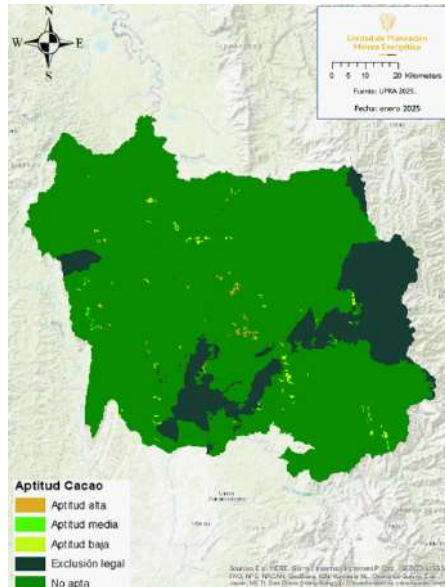 N
W E
S
Unidad de Planeación
Minero Energética
0 5 10 20 Kilometers
Fuente: UPRA 2025.
Fecha: enero 2025
Aptitud Cacao
Aptitud alta
Aptitud media
Aptitud baja
Exclusión legal
No apta